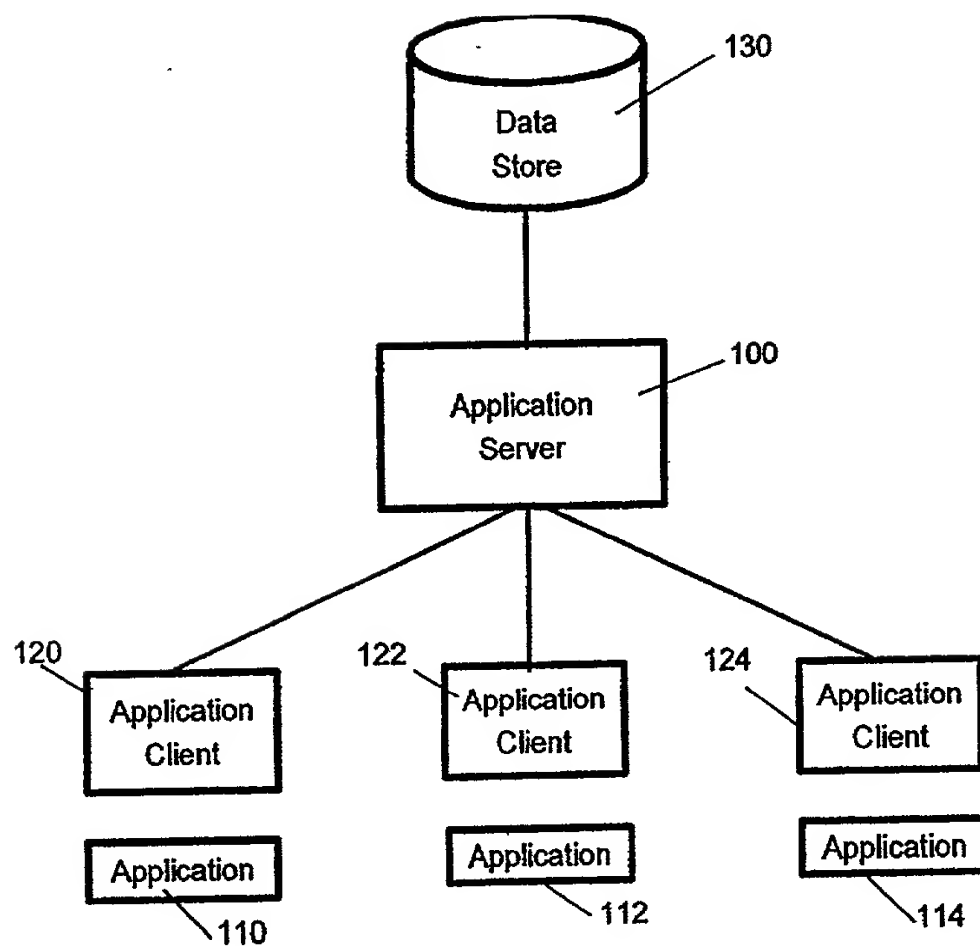 130
Data
Store
100
Application
Server
120
Application
Client
122
Application
Client
124
Application
Client
Application
110
Application
112
Application
114